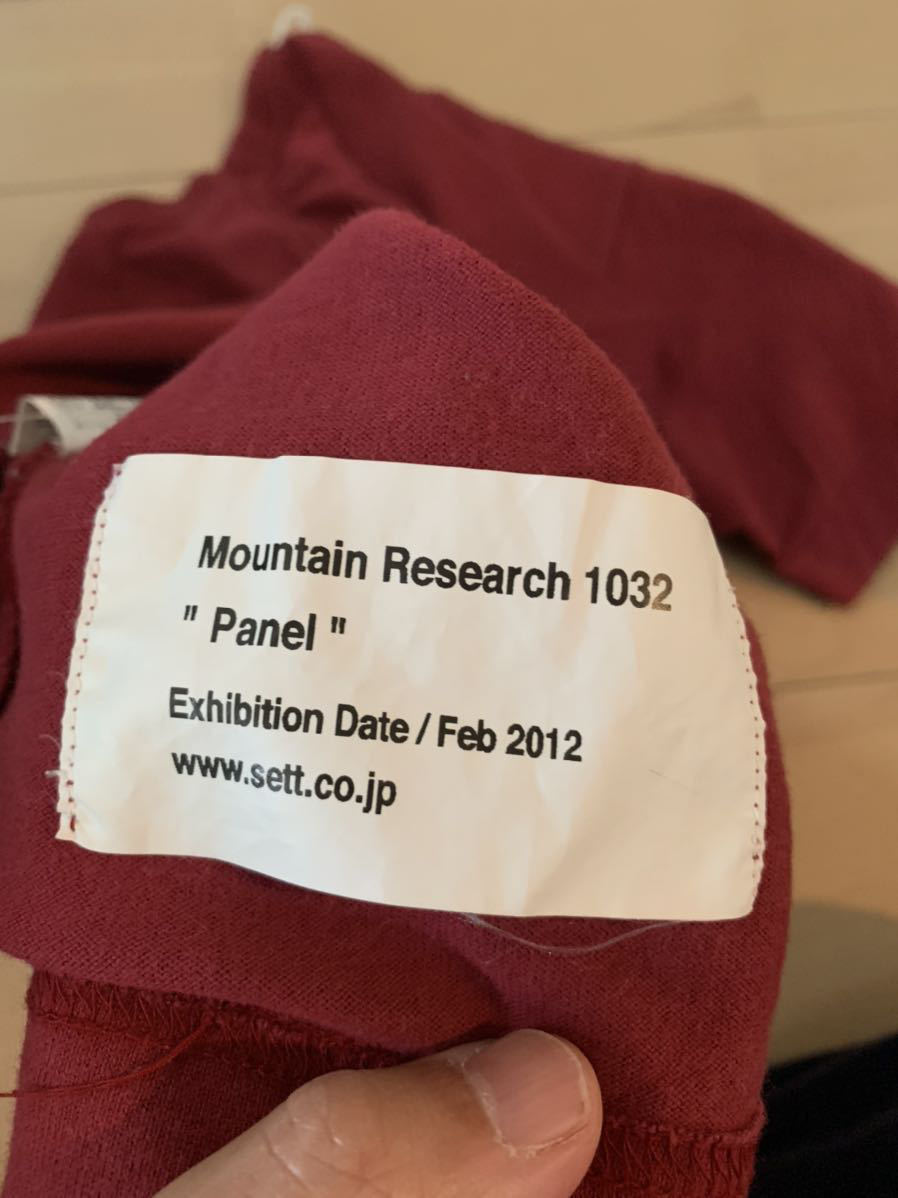 Mountain Research 1032
" Panel "
Exhibition Date / Feb 2012
www.sett.co.jp